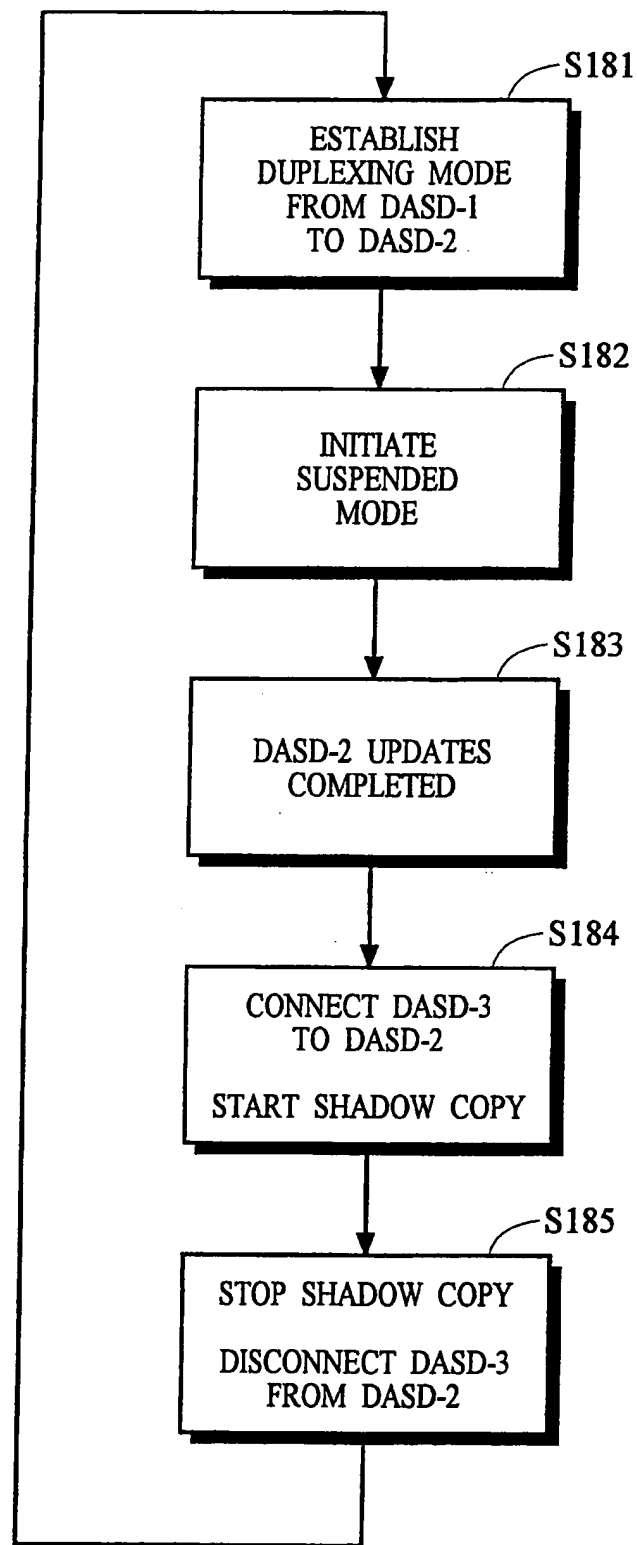 S181
ESTABLISH
DUPLEXING MODE
FROM DASD-1
TO DASD-2
S182
INITIATE
SUSPENDED
MODE
S183
DASD-2 UPDATES
COMPLETED
S184
CONNECT DASD-3
TO DASD-2
START SHADOW COPY
S185
STOP SHADOW COPY
DISCONNECT DASD-3
FROM DASD-2